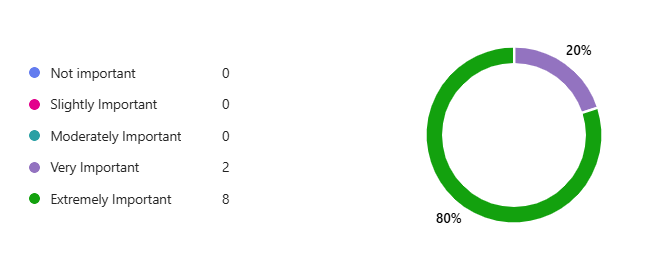 Not important 0
Slightly Important 0
Moderately Important 0
Very Important 2
Extremely Important 8
20%
80%